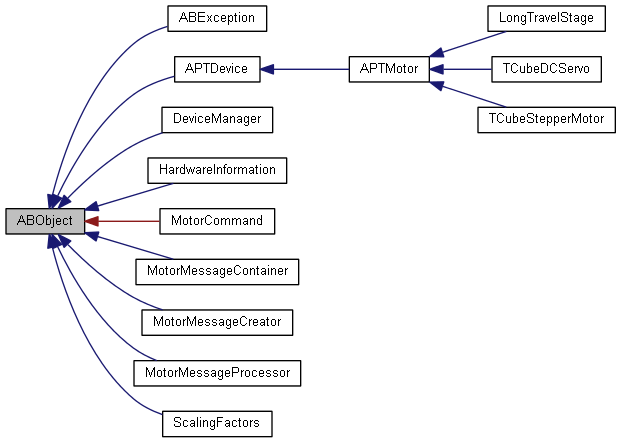 ABException
LongTravelStage
APTDevice
APTMotor
TCubeDCServo
DeviceManager
TCubeStepperMotor
HardwareInformation
ABObject
MotorCommand
MotorMessageContainer
MotorMessageCreator
MotorMessageProcessor
ScalingFactors